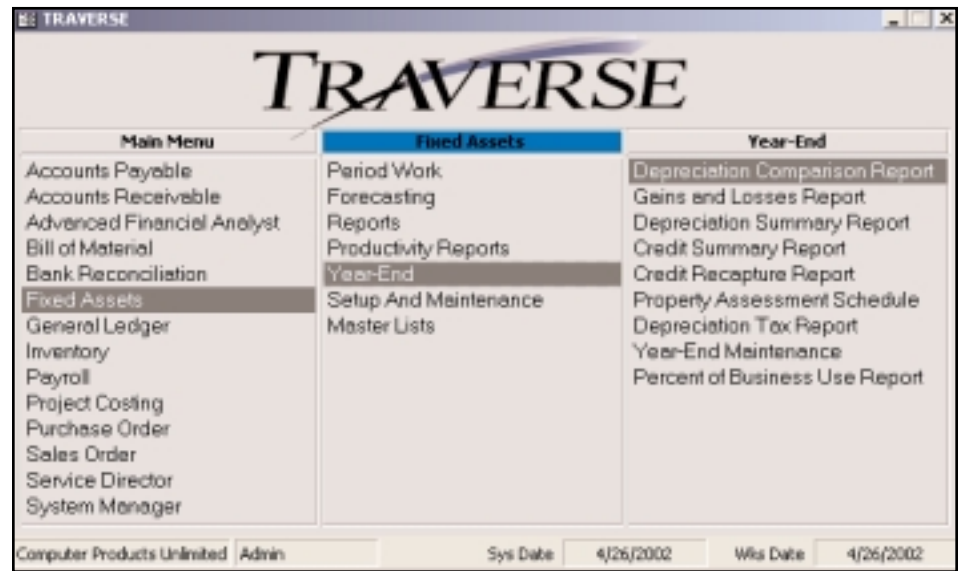 TRAVERSE
TRAVERSE
Main Menu
Accounts Payable
Accounts Receivable
Advanced Financial Analyst
Bill of Material
Bank Reconciliation
Fixed Assets
General Ledger
Inventory
Payroll
Project Costing
Purchase Order
Sales Order
Service Director
System Manager
Fixed Assets
Period Work
Forecasting
Reports
Productivity Reports
Year-End
Setup And Maintenance
Master Lists
Year-End
Depreciation Comparison Report
Gains and Losses Report
Depreciation Summary Report
Credit Summary Report
Credit Recapture Report
Property Assessment Schedule
Depreciation Tax Report
Year-End Maintenance
Percent of Business Use Report
Computer Products Unlimited Admin Sys Date 4/26/2002 Wks Date 4/26/2002